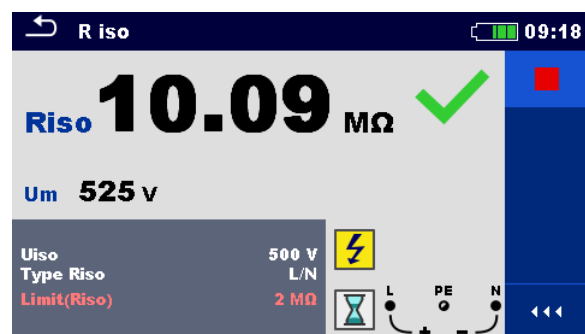 R iso 09:18
Riso 10.09 MΩ
Um 525 V
Uiso 500 V
Type Riso L/N
Limit(Riso) 2 MΩ
L PE N
+ -